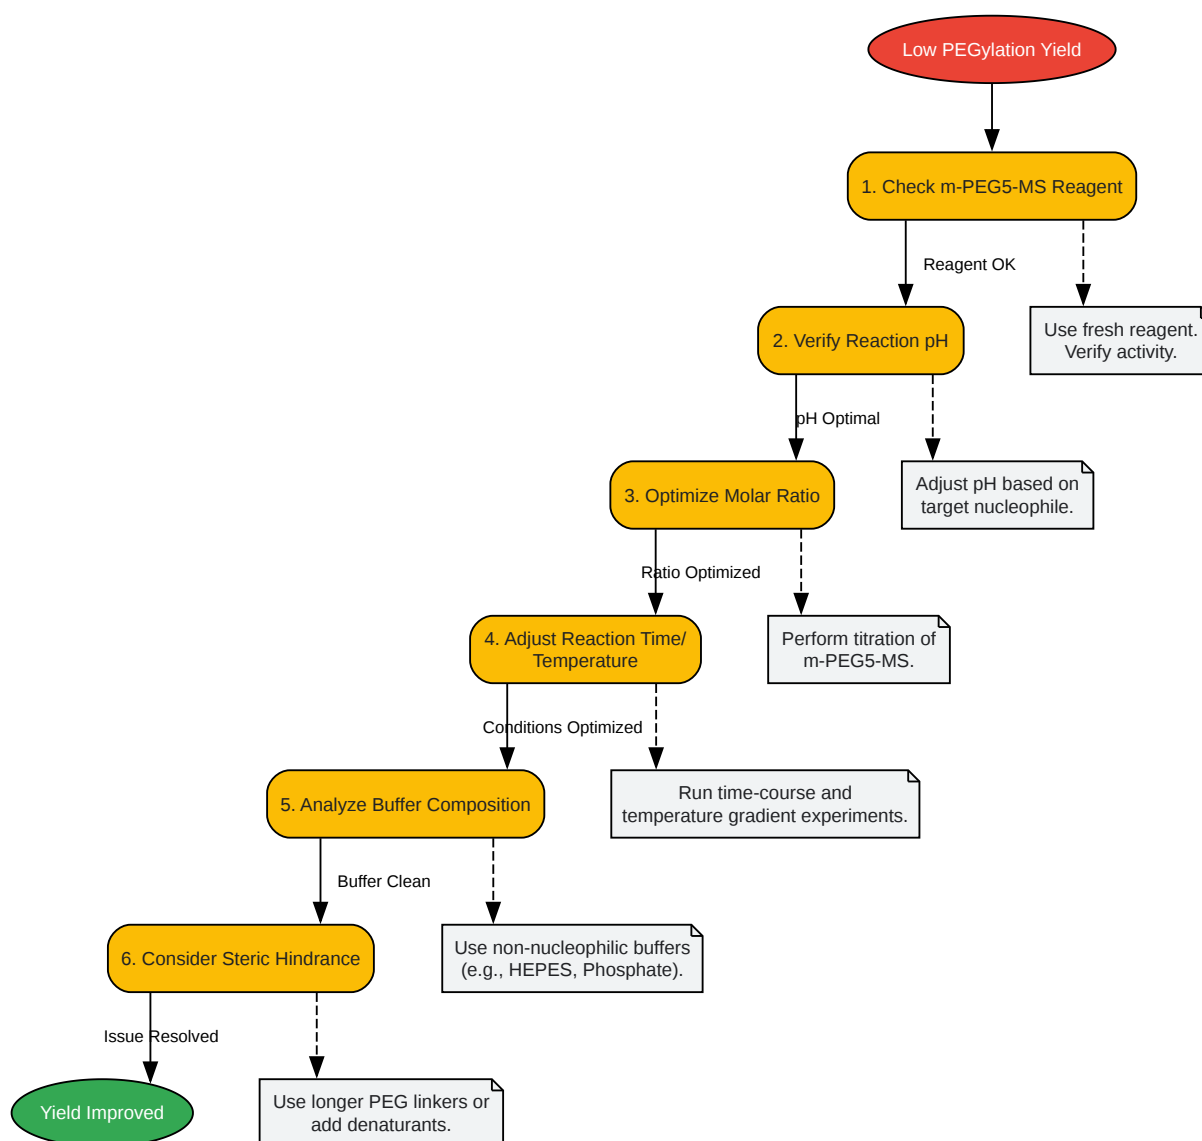 Low PEGylation Yield
1. Check m-PEG5-MS Reagent
Reagent OK
Use fresh reagent.
Verify activity.
2. Verify Reaction pH
pH Optimal
Adjust pH based on
target nucleophile.
3. Optimize Molar Ratio
Ratio Optimized
Perform titration of
m-PEG5-MS.
4. Adjust Reaction Time/
Temperature
Conditions Optimized
Run time-course and
temperature gradient experiments.
5. Analyze Buffer Composition
Buffer Clean
Use non-nucleophilic buffers
(e.g., HEPES, Phosphate).
6. Consider Steric Hindrance
Issue Resolved
Use longer PEG linkers or
add denaturants.
Yield Improved